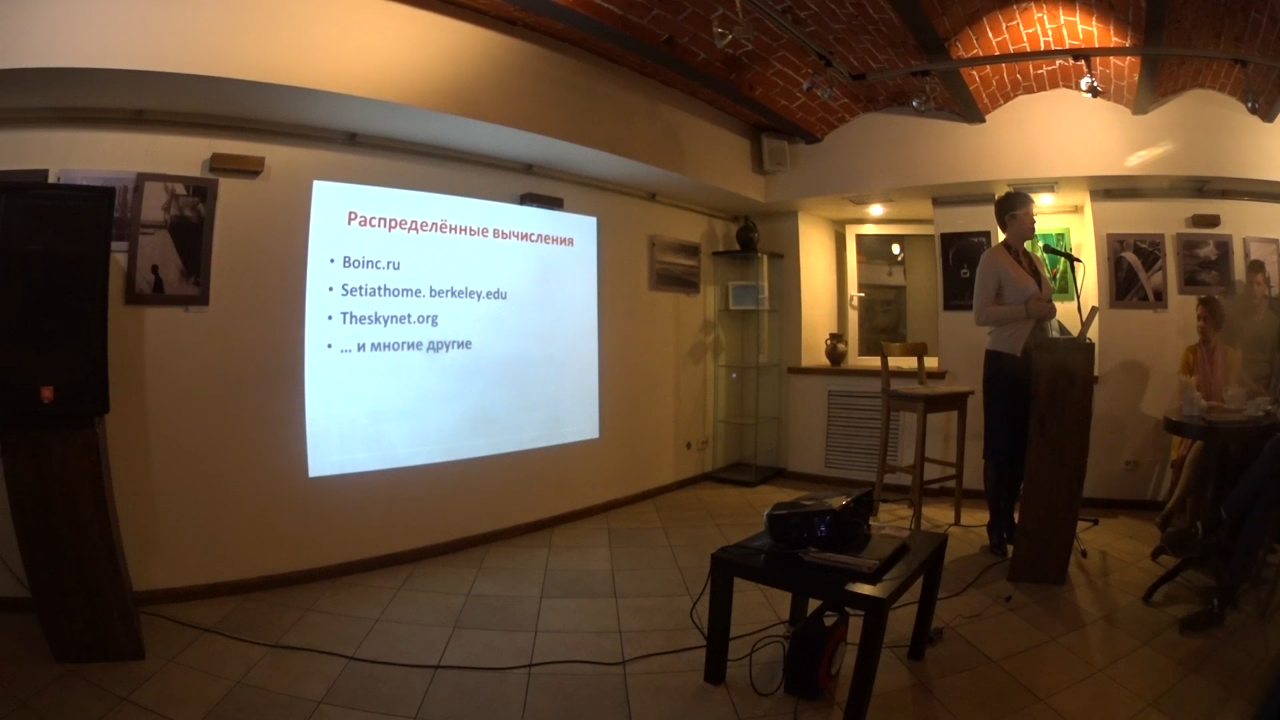 Распределённые вычисления
• Boinc.ru
• Setiathome. berkeley.edu
• Theskynet.org
• ... и многие другие